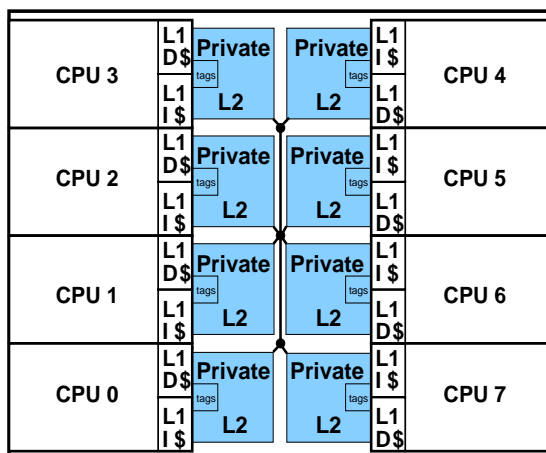 CPU 3
L1
D$
L1
I $
Private
tags
L2
Private
tags
L2
L1
I $
L1
D$
CPU 4
CPU 2
L1
D$
L1
I $
Private
tags
L2
Private
tags
L2
L1
I $
L1
D$
CPU 5
CPU 1
L1
D$
L1
I $
Private
tags
L2
Private
tags
L2
L1
I $
L1
D$
CPU 6
CPU 0
L1
D$
L1
I $
Private
tags
L2
Private
tags
L2
L1
I $
L1
D$
CPU 7